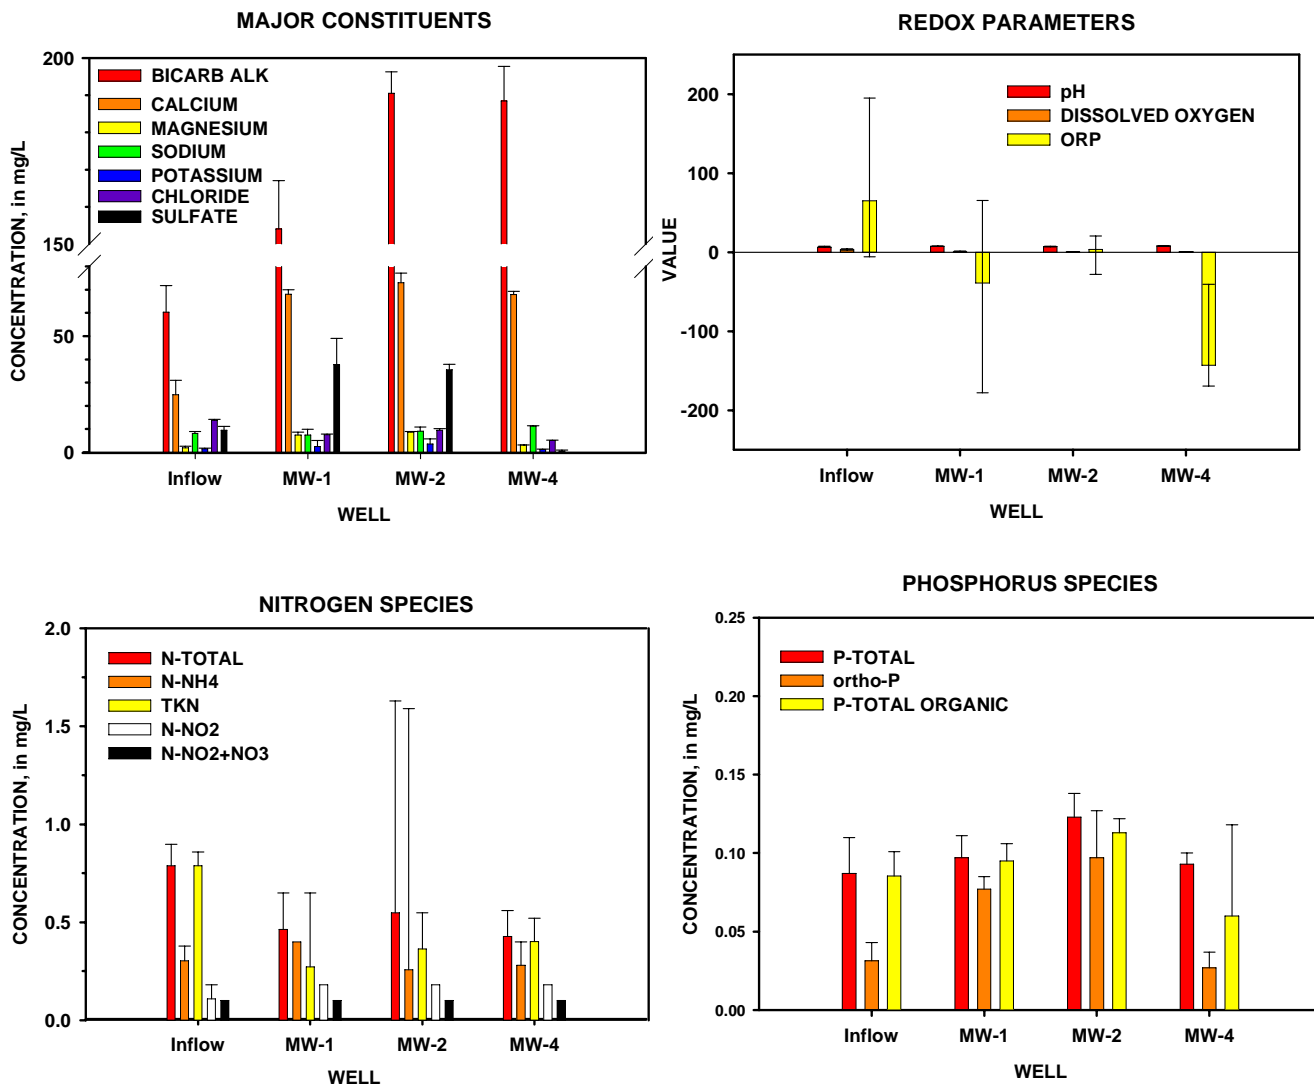 MAJOR CONSTITUENTS
200
150
50
0
CONCENTRATION, in mg/L
BICARB ALK
CALCIUM
MAGNESIUM
SODIUM
POTASSIUM
CHLORIDE
SULFATE
Inflow MW-1 MW-2 MW-4
WELL
REDOX PARAMETERS
200
100
0
-100
-200
VALUE
pH
DISSOLVED OXYGEN
ORP
Inflow MW-1 MW-2 MW-4
WELL
NITROGEN SPECIES
2.0
1.5
1.0
0.5
0.0
CONCENTRATION, in mg/L
N-TOTAL
N-NH4
TKN
N-NO2
N-NO2+NO3
Inflow MW-1 MW-2 MW-4
WELL
PHOSPHORUS SPECIES
0.25
0.20
0.15
0.10
0.05
0.00
CONCENTRATION, in mg/L
P-TOTAL
ortho-P
P-TOTAL ORGANIC
Inflow MW-1 MW-2 MW-4
WELL